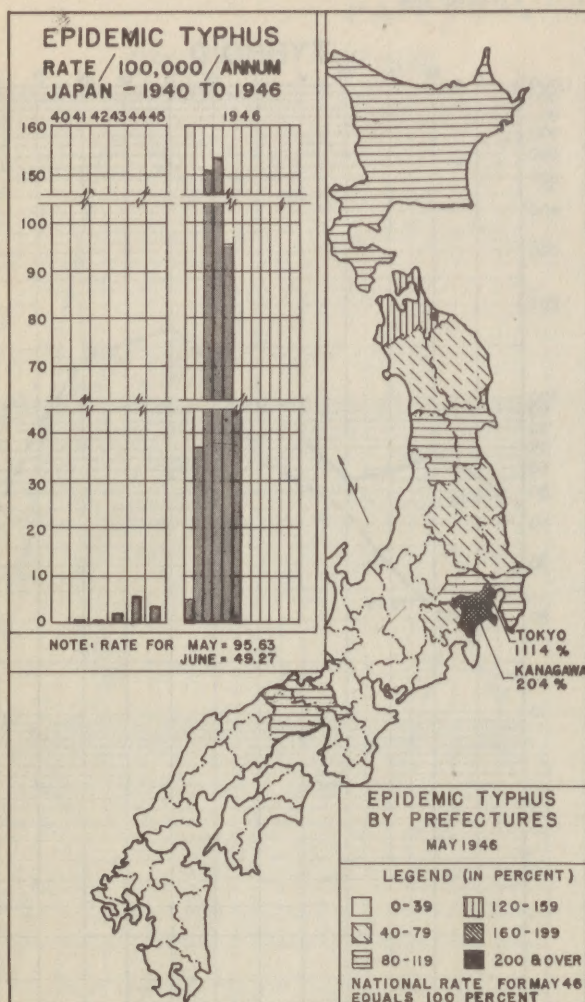 EPIDEMIC TYPHUS
RATE/100,000/ANNUM
JAPAN - 1940 TO 1946
40 41 42 43 44 45
1946
160
150
100
90
80
70
40
30
20
10
0
NOTE: RATE FOR MAY = 95.63
JUNE = 49.27
N
TOKYO
1114 %
KANAGAWA
204 %
EPIDEMIC TYPHUS
BY PREFECTURES
MAY 1946
LEGEND (IN PERCENT)
0-39 120-159
40-79 160-199
80-119 200 & OVER
NATIONAL RATE FOR MAY 46
EQUALS 100 PERCENT